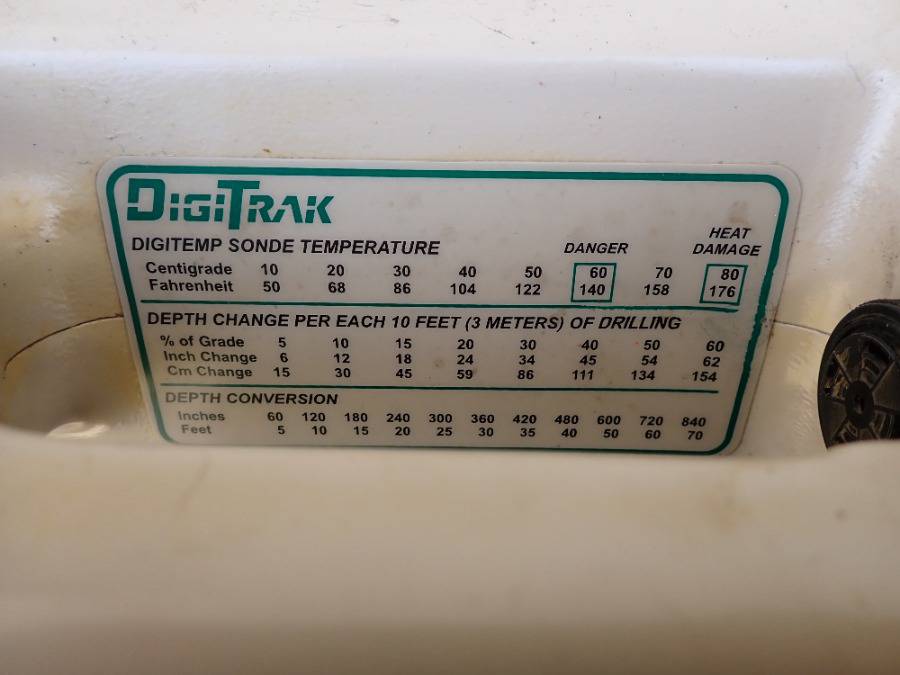 DIGITRAK
HEAT
DIGITEMP SONDE TEMPERATURE DANGER DAMAGE
Centigrade 10 20 30 40 50 60 70 80
Fahrenheit 50 68 86 104 122 140 158 176
DEPTH CHANGE PER EACH 10 FEET (3 METERS) OF DRILLING
% of Grade 5 10 15 20 30 40 50 60
Inch Change 6 12 18 24 34 45 54 62
Cm Change 15 30 45 59 86 111 134 154
DEPTH CONVERSION
Inches 60 120 180 240 300 360 420 480 600 720 840
Feet 5 10 15 20 25 30 35 40 50 60 70